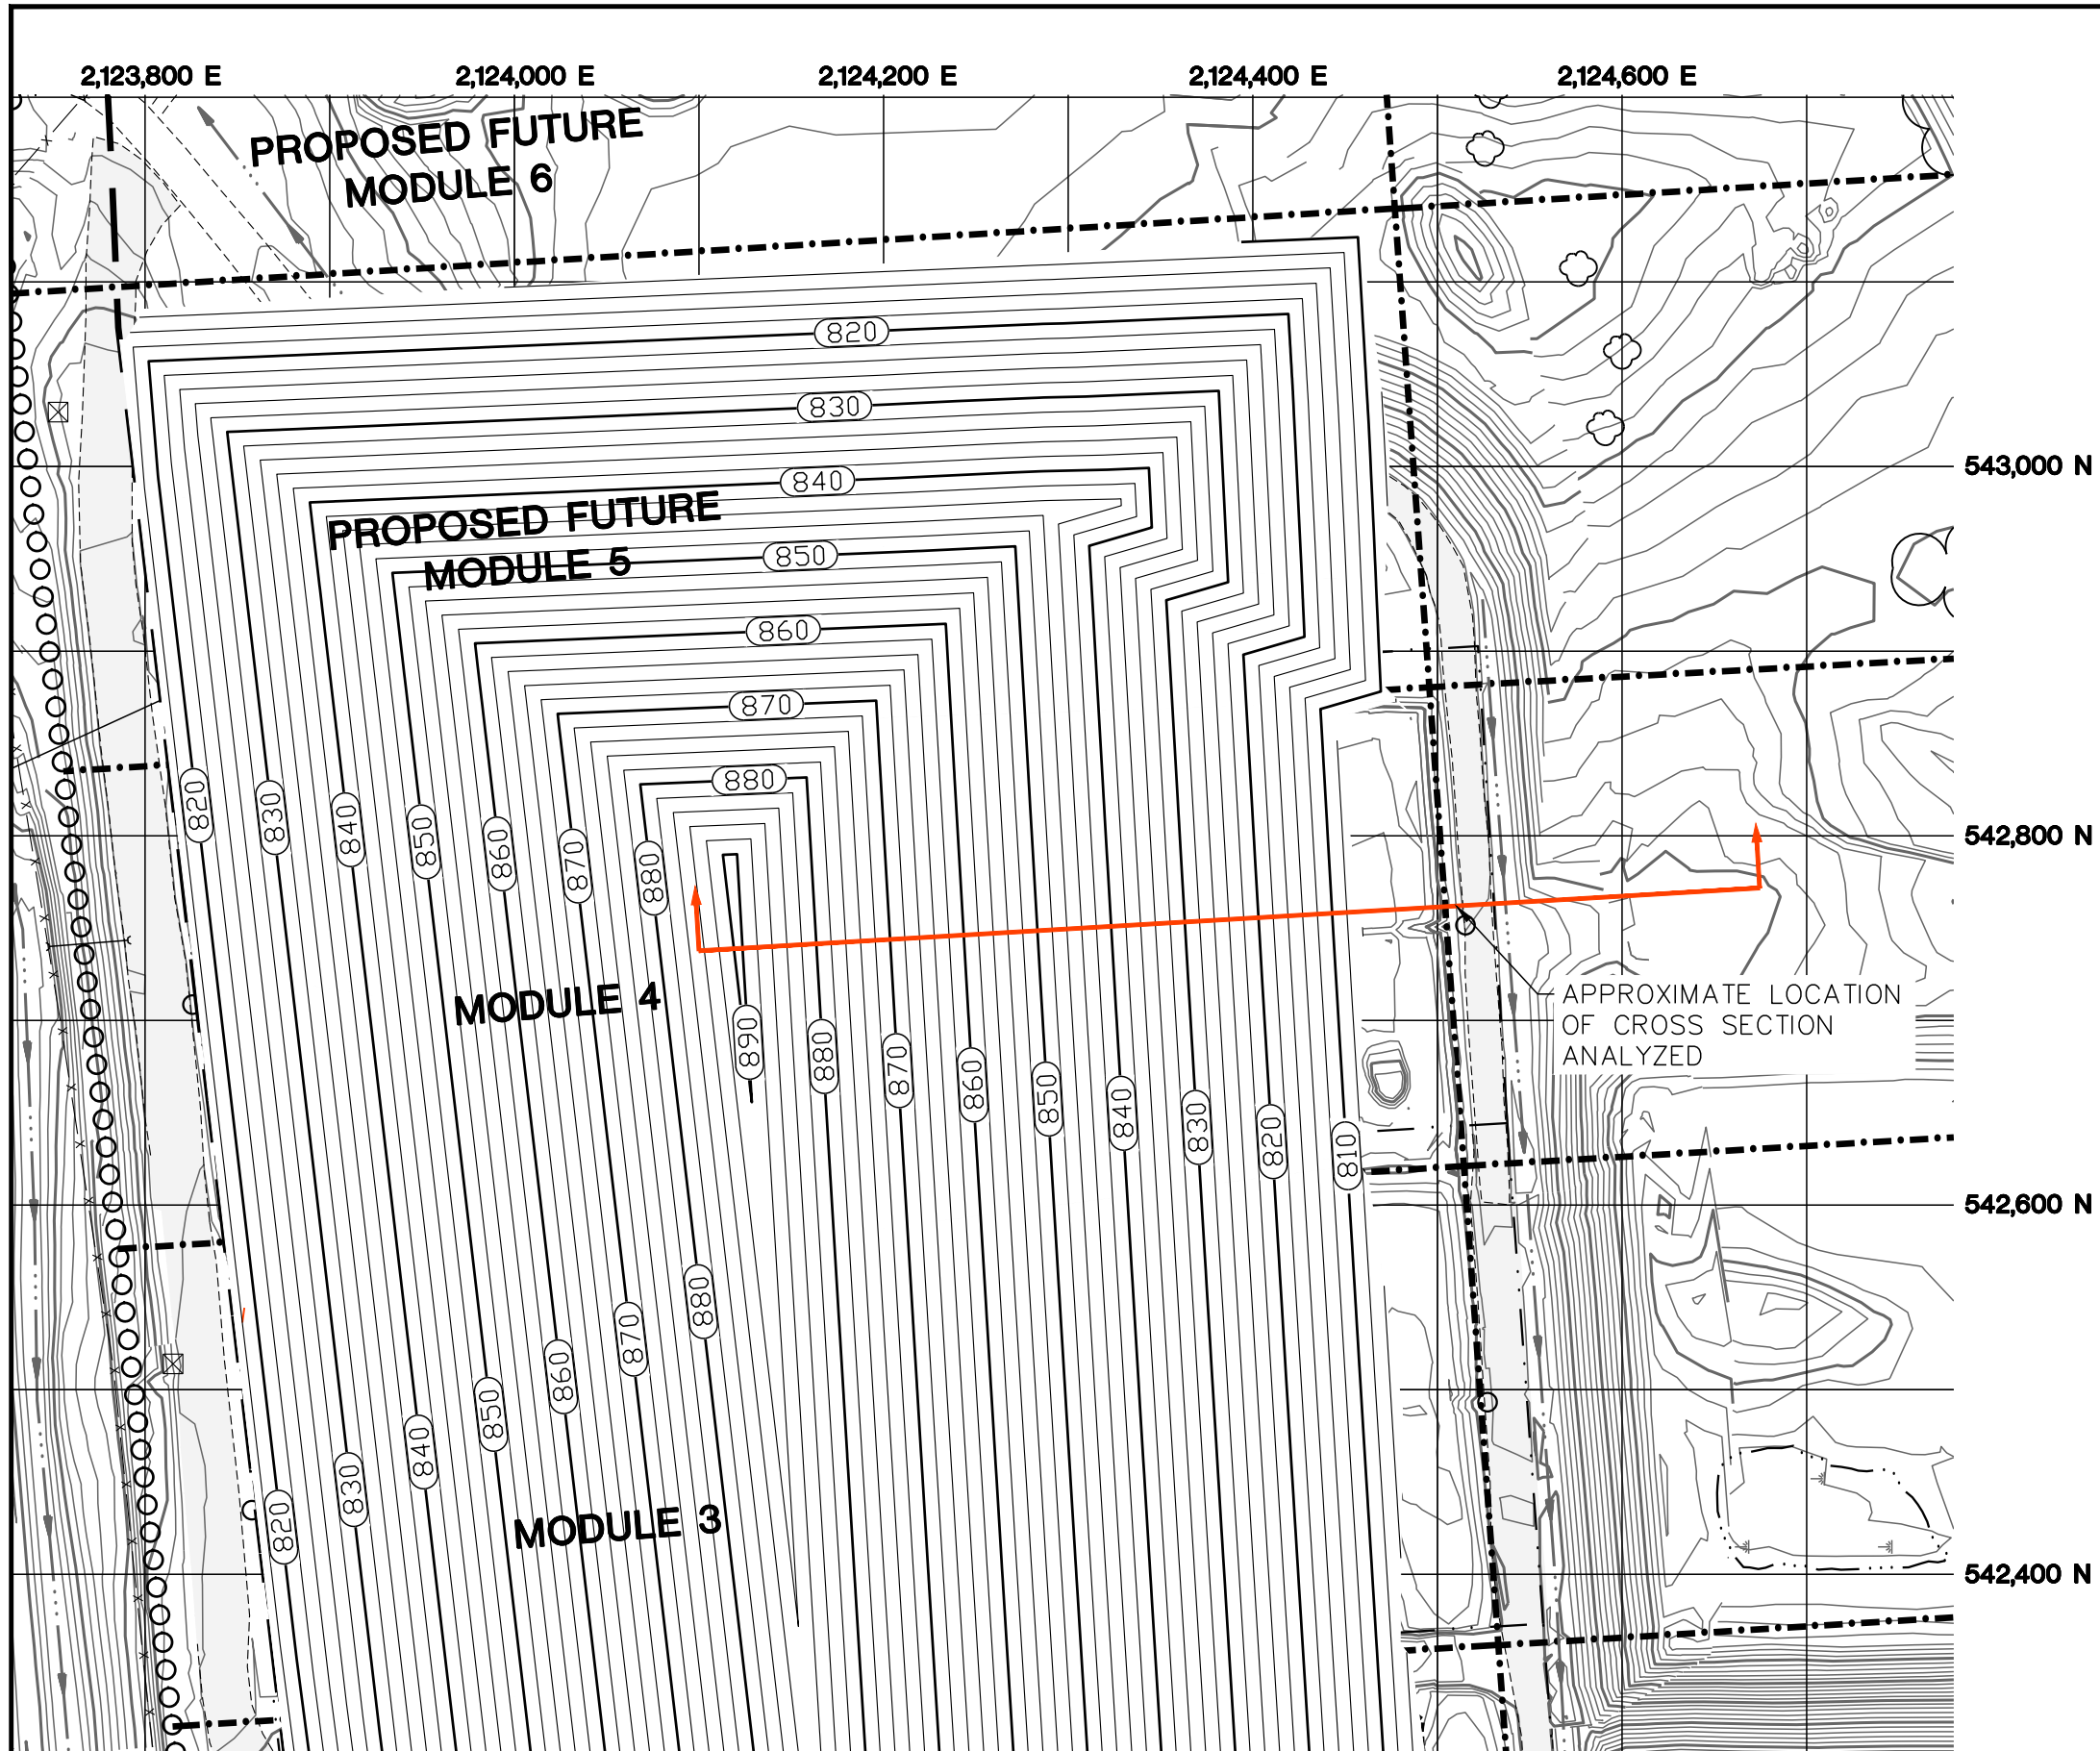 2,123,800 E
2,124,000 E
2,124,200 E
2,124,400 E
2,124,600 E
PROPOSED FUTURE
MODULE 6
820
830
543,000 N
840
PROPOSED FUTURE
MODULE 5
850
860
870
880
820
830
840
850
860
870
880
542,800 N
MODULE 4
890
880
870
860
850
840
830
820
810
APPROXIMATE LOCATION
OF CROSS SECTION
ANALYZED
542,600 N
880
870
860
850
840
830
820
MODULE 3
542,400 N